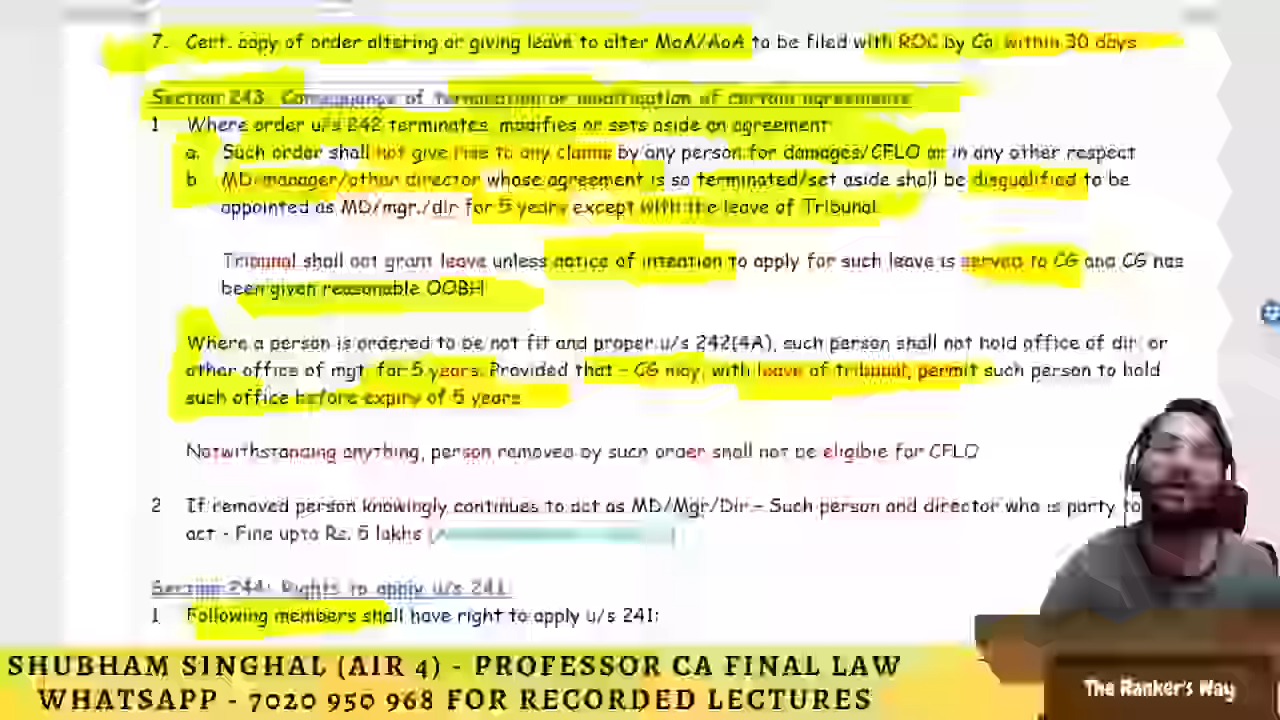 7. Cert. copy of order altering or giving leave to alter MoA/AoA to be filed with ROC by Co. within 30 days
Section 243: Consequence of termination or modification of certain agreements
1 Where order u/s 242 terminates, modifies or sets aside an agreement:
a. Such order shall not give rise to any claims by any person for damages/CFLO or in any other respect
b MD/manager/other director whose agreement is so terminated/set aside shall be disqualified to be
appointed as MD/mgr./dir for 5 years except with the leave of Tribunal.
Tribunal shall not grant leave unless notice of intention to apply for such leave is served to CG and CG has
been given reasonable OOBH
Where a person is ordered to be not fit and proper u/s 242(4A), such person shall not hold office of dir. or
other office of mgt. for 5 years. Provided that - CG may, with leave of tribunal, permit such person to hold
such office before expiry of 5 years
Notwithstanding anything, person removed by such order shall not be eligible for CFLO
2 If removed person knowingly continues to act as MD/Mgr/Dir - Such person and director who is party to
act - Fine upto Rs. 5 lakhs
Section 244: Rights to apply u/s 241
1 Following members shall have right to apply u/s 241:
SHUBHAM SINGHAL (AIR 4) - PROFESSOR CA FINAL LAW
WHATSAPP - 7020 950 968 FOR RECORDED LECTURES
The Ranker's Way